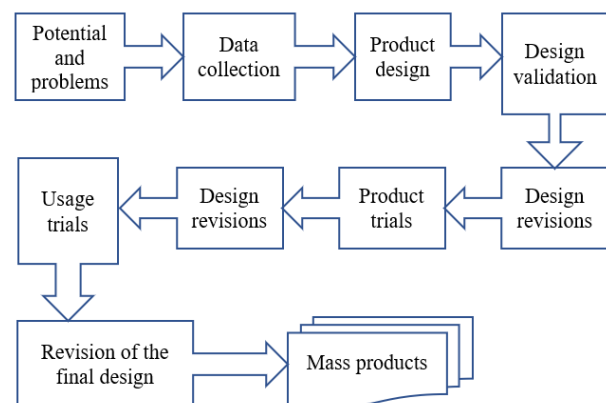 Potential
and
problems
Data
collection
Product
design
Design
validation
Design
revisions
Product
trials
Design
revisions
Usage
trials
Revision of the
final design
Mass products